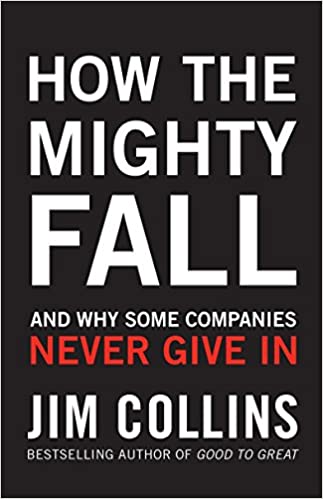 HOW THE
MIGHTY
FALL
AND WHY SOME COMPANIES
NEVER GIVE IN
JIM COLLINS
BESTSELLING AUTHOR OF GOOD TO GREAT